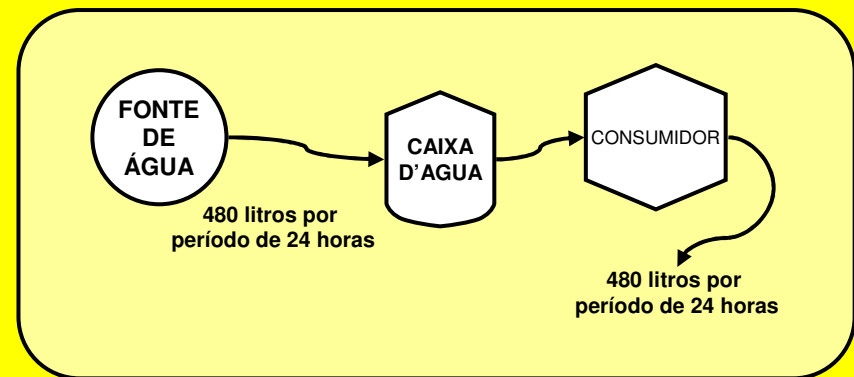 FONTE
DE
ÁGUA
480 litros por
período de 24 horas
CAIXA
D'AGUA
CONSUMIDOR
480 litros por
período de 24 horas